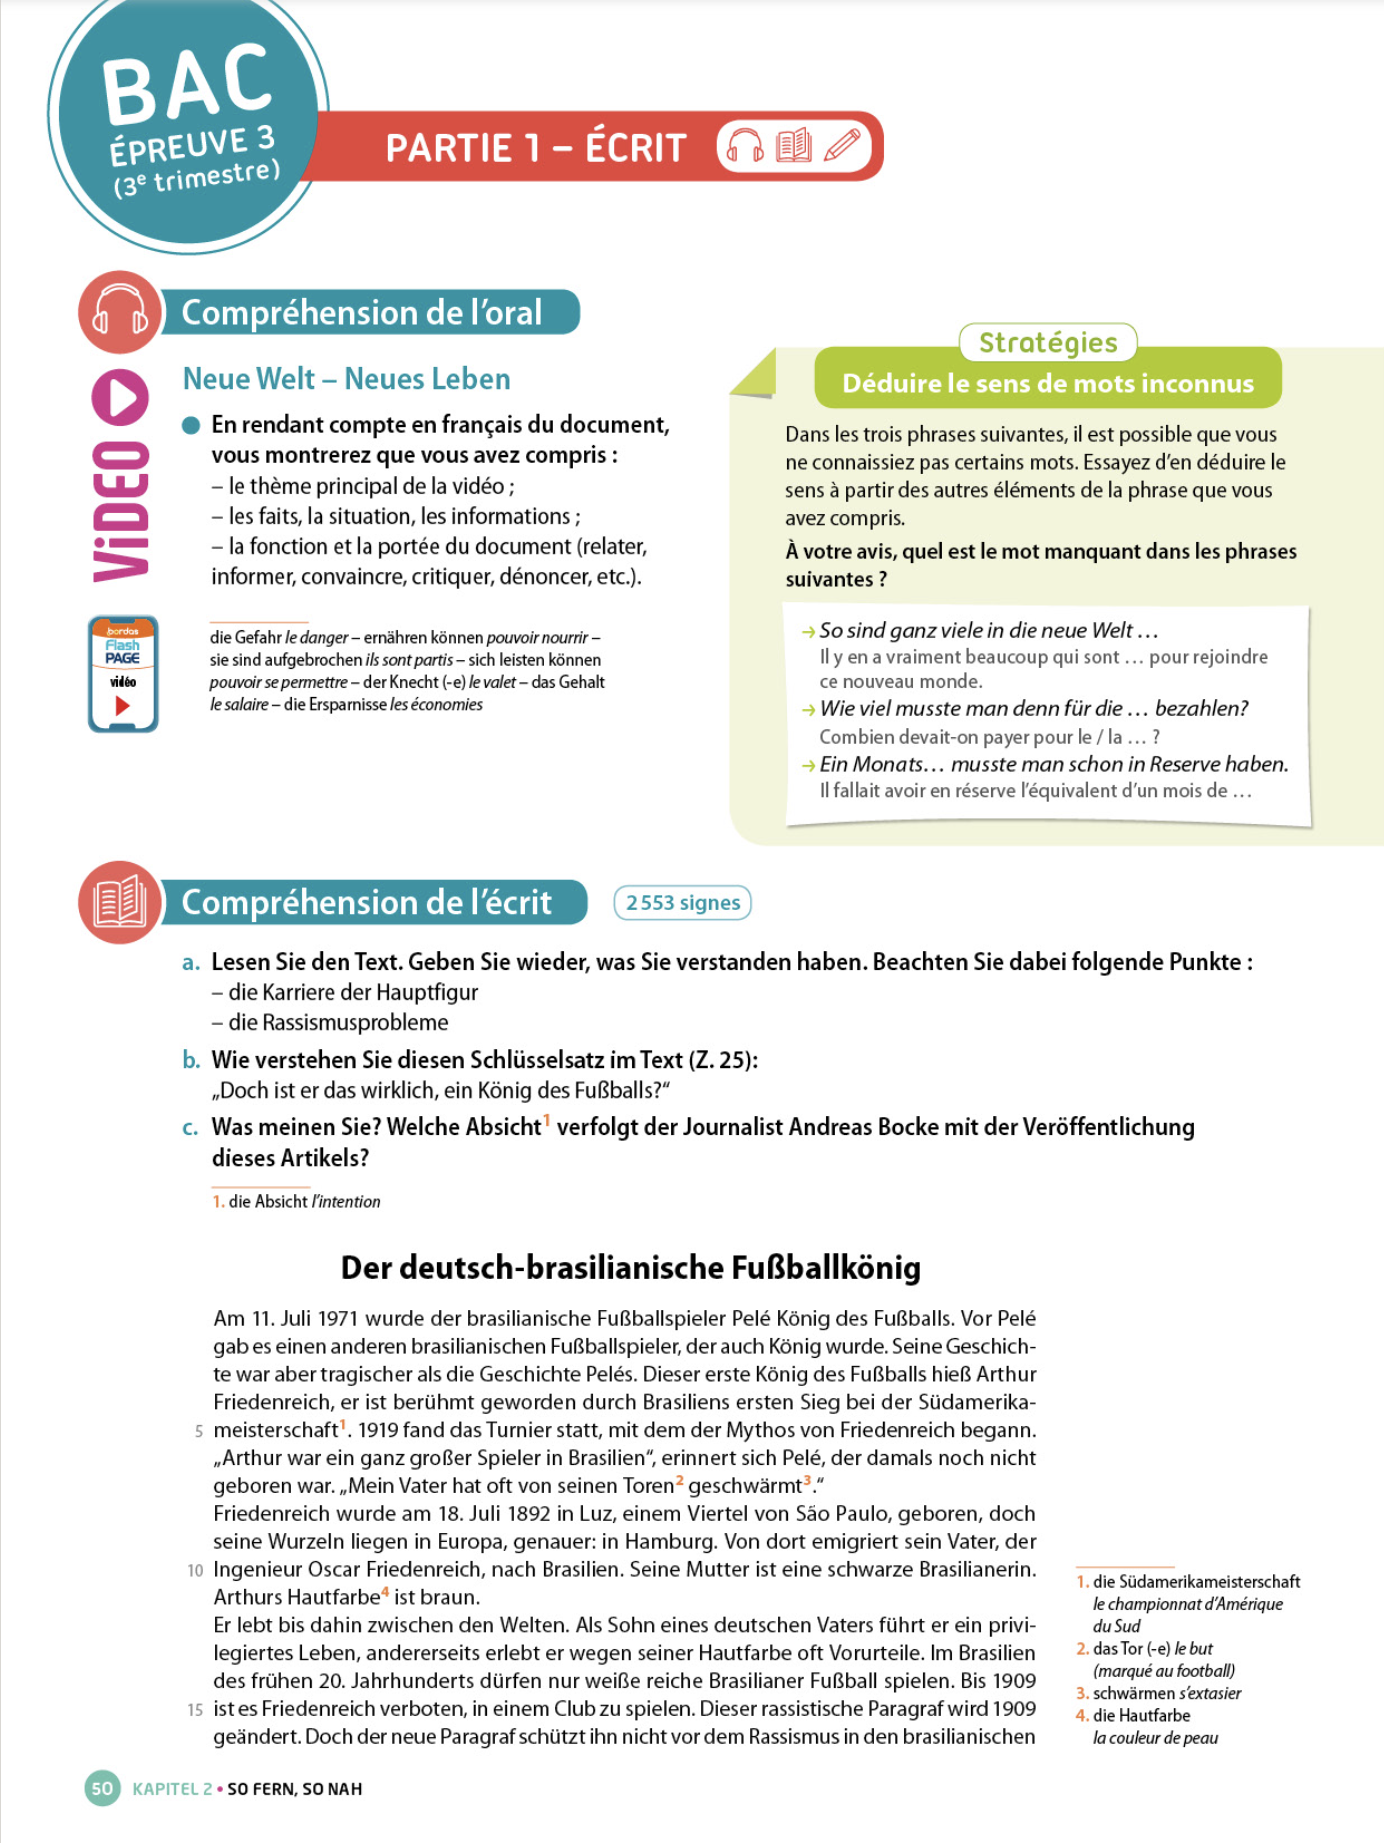 BAC
ÉPREUVE 3
(3e trimestre)
PARTIE 1 – ÉCRIT
Compréhension de l'oral
Neue Welt – Neues Leben
En rendant compte en français du document,
vous montrerez que vous avez compris :
– le thème principal de la vidéo ;
– les faits, la situation, les informations ;
– la fonction et la portée du document (relater,
informer, convaincre, critiquer, dénoncer, etc.).
ViDEO
bordas
Flash
PAGE
vidéo
die Gefahr le danger – ernähren können pouvoir nourrir –
sie sind aufgebrochen ils sont partis – sich leisten können
pouvoir se permettre – der Knecht (-e) le valet – das Gehalt
le salaire – die Ersparnisse les économies
Stratégies
Déduire le sens de mots inconnus
Dans les trois phrases suivantes, il est possible que vous
ne connaissiez pas certains mots. Essayez d'en déduire le
sens à partir des autres éléments de la phrase que vous
avez compris.
À votre avis, quel est le mot manquant dans les phrases
suivantes ?
→ So sind ganz viele in die neue Welt …
Il y en a vraiment beaucoup qui sont … pour rejoindre
ce nouveau monde.
→ Wie viel musste man denn für die … bezahlen?
Combien devait-on payer pour le / la … ?
→ Ein Monats… musste man schon in Reserve haben.
Il fallait avoir en réserve l'équivalent d'un mois de …
Compréhension de l'écrit
2 553 signes
a. Lesen Sie den Text. Geben Sie wieder, was Sie verstanden haben. Beachten Sie dabei folgende Punkte :
– die Karriere der Hauptfigur
– die Rassismusprobleme
b. Wie verstehen Sie diesen Schlüsselsatz im Text (Z. 25):
„Doch ist er das wirklich, ein König des Fußballs?“
c. Was meinen Sie? Welche Absicht1 verfolgt der Journalist Andreas Bocke mit der Veröffentlichung
dieses Artikels?
1. die Absicht l'intention
Der deutsch-brasilianische Fußballkönig
Am 11. Juli 1971 wurde der brasilianische Fußballspieler Pelé König des Fußballs. Vor Pelé
gab es einen anderen brasilianischen Fußballspieler, der auch König wurde. Seine Geschich-
te war aber tragischer als die Geschichte Pelés. Dieser erste König des Fußballs hieß Arthur
Friedenreich, er ist berühmt geworden durch Brasiliens ersten Sieg bei der Südamerika-
5 meisterschaft1. 1919 fand das Turnier statt, mit dem der Mythos von Friedenreich begann.
„Arthur war ein ganz großer Spieler in Brasilien“, erinnert sich Pelé, der damals noch nicht
geboren war. „Mein Vater hat oft von seinen Toren2 geschwärmt3.“
Friedenreich wurde am 18. Juli 1892 in Luz, einem Viertel von São Paulo, geboren, doch
seine Wurzeln liegen in Europa, genauer: in Hamburg. Von dort emigriert sein Vater, der
10 Ingenieur Oscar Friedenreich, nach Brasilien. Seine Mutter ist eine schwarze Brasilianerin.
Arthurs Hautfarbe4 ist braun.
Er lebt bis dahin zwischen den Welten. Als Sohn eines deutschen Vaters führt er ein privi-
legiertes Leben, andererseits erlebt er wegen seiner Hautfarbe oft Vorurteile. Im Brasilien
des frühen 20. Jahrhunderts dürfen nur weiße reiche Brasilianer Fußball spielen. Bis 1909
15 ist es Friedenreich verboten, in einem Club zu spielen. Dieser rassistische Paragraf wird 1909
geändert. Doch der neue Paragraf schützt ihn nicht vor dem Rassismus in den brasilianischen
1. die Südamerikameisterschaft
le championnat d'Amérique
du Sud
2. das Tor (-e) le but
(marqué au football)
3. schwärmen s'extasier
4. die Hautfarbe
la couleur de peau
50 KAPITEL 2 • SO FERN, SO NAH